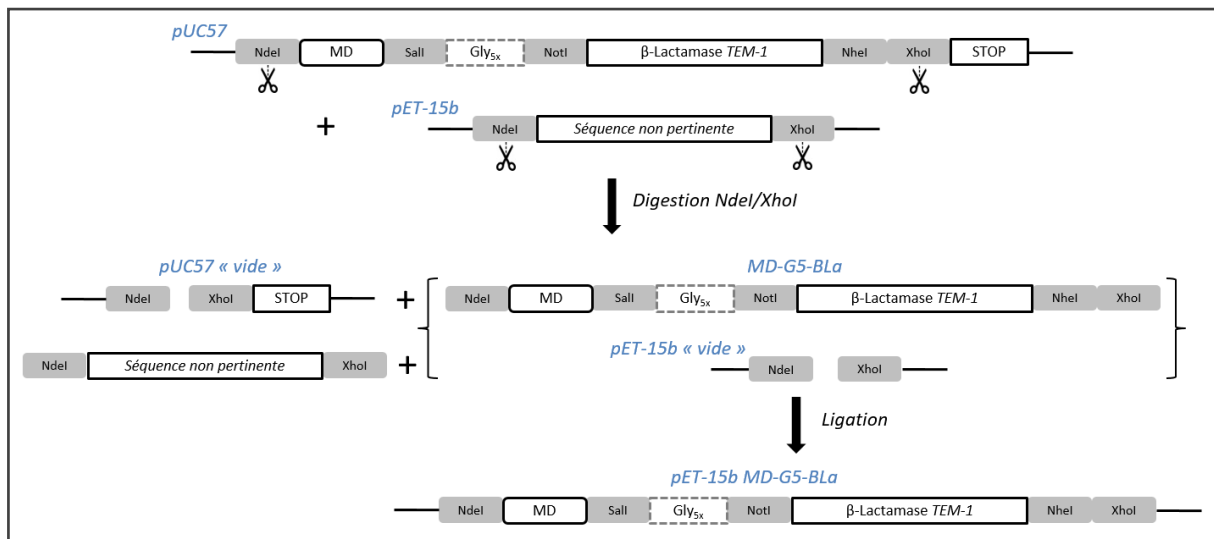 pUC57
NdeI MD SalI Gly5x NotI β-Lactamase TEM-1 NheI XhoI STOP
+
pET-15b
NdeI Séquence non pertinente XhoI
Digestion NdeI/XhoI
pUC57 « vide »
MD-G5-BLa
NdeI XhoI STOP + NdeI MD SalI Gly5x NotI β-Lactamase TEM-1 NheI XhoI
pET-15b « vide »
NdeI Séquence non pertinente XhoI + NdeI XhoI
Ligation
pET-15b MD-G5-BLa
NdeI MD SalI Gly5x NotI β-Lactamase TEM-1 NheI XhoI